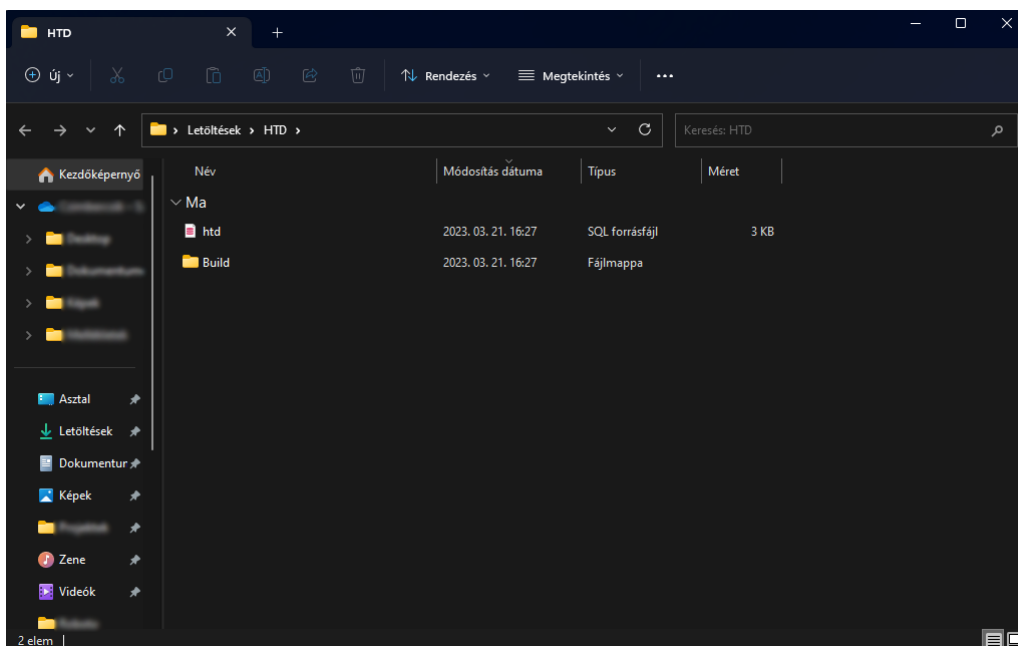 HTD
Új
Rendezés
Megtekintés
Letöltések > HTD >
Keresés: HTD
Kezdőképernyő
Asztal
Letöltések
Dokumentur
Képek
Zene
Videók
Név Módosítás dátuma Típus Méret
Ma
htd 2023. 03. 21. 16:27 SQL forrásfájl 3 KB
Build 2023. 03. 21. 16:27 Fájlmappa
2 elem